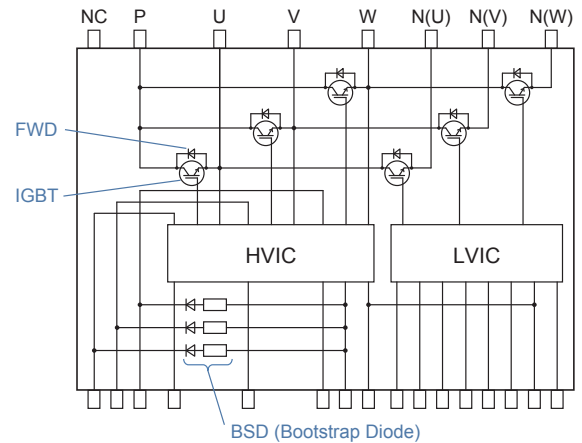 NC P U V W N(U) N(V) N(W)
FWD
IGBT
HVIC LVIC
BSD (Bootstrap Diode)